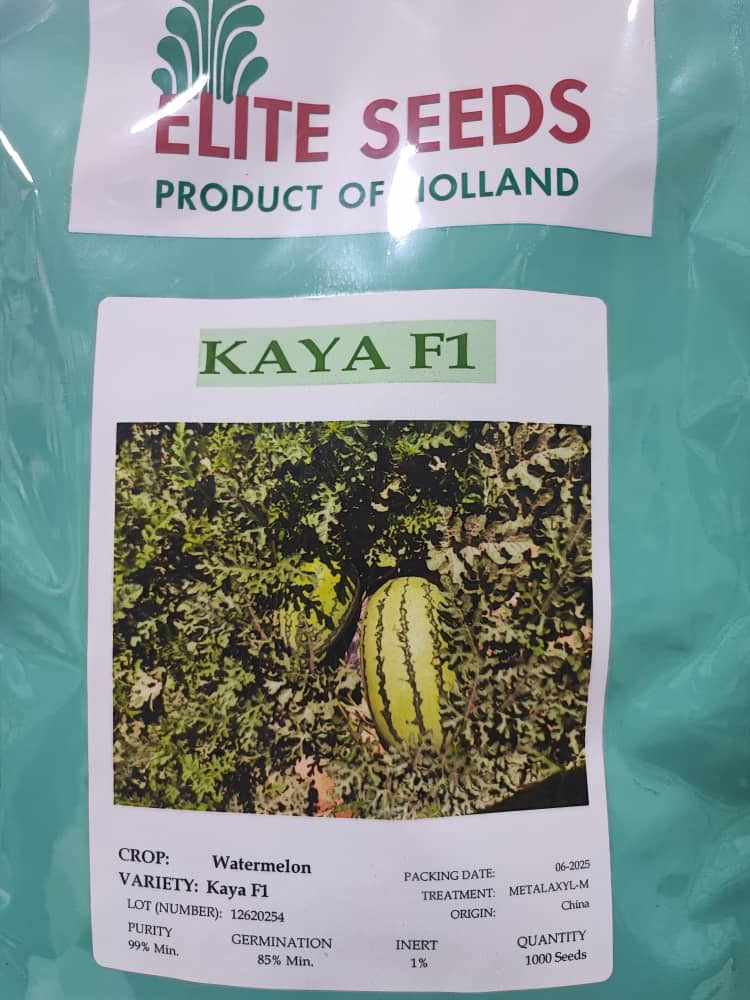 ELITE SEEDS
PRODUCT OF HOLLAND
KAYA F1
CROP: Watermelon
VARIETY: Kaya F1
LOT (NUMBER): 12620254
PACKING DATE: 06-2025
TREATMENT: METALAXYL-M
ORIGIN: China
PURITY
99% Min.
GERMINATION
85% Min.
INERT
1%
QUANTITY
1000 Seeds